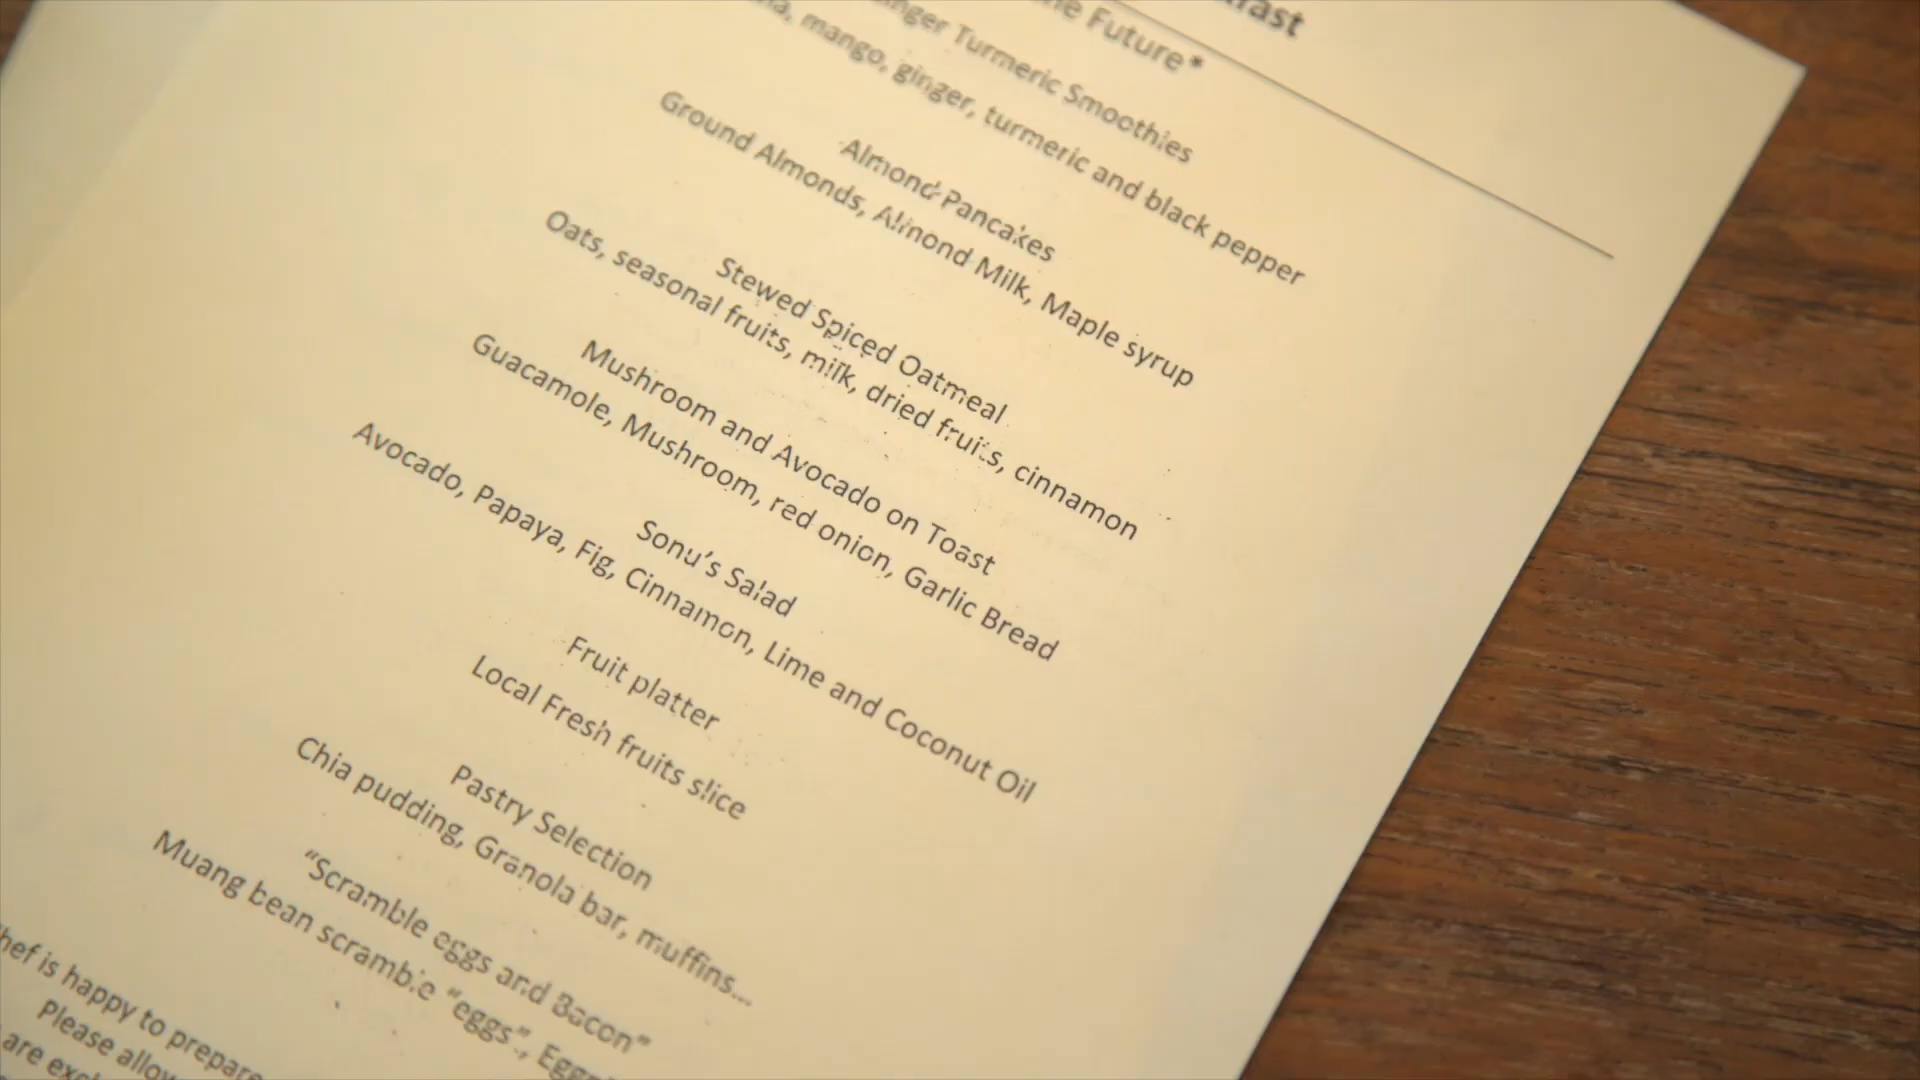 Future*
Turmeric Smoothies
mango, ginger, turmeric and black pepper
Almond Pancakes
Ground Almonds, Almond Milk, Maple syrup
Stewed Spiced Oatmeal
Oats, seasonal fruits, milk, dried fruits, cinnamon
Mushroom and Avocado on Toast
Guacamole, Mushroom, red onion, Garlic Bread
Sonu's Salad
Avocado, Papaya, Fig, Cinnamon, Lime and Coconut Oil
Fruit platter
Local Fresh fruits slice
Pastry Selection
Chia pudding, Granola bar, muffins...
"Scramble eggs and Bacon"
Muang bean scramble "eggs",
is happy to prepare
Please allow
are